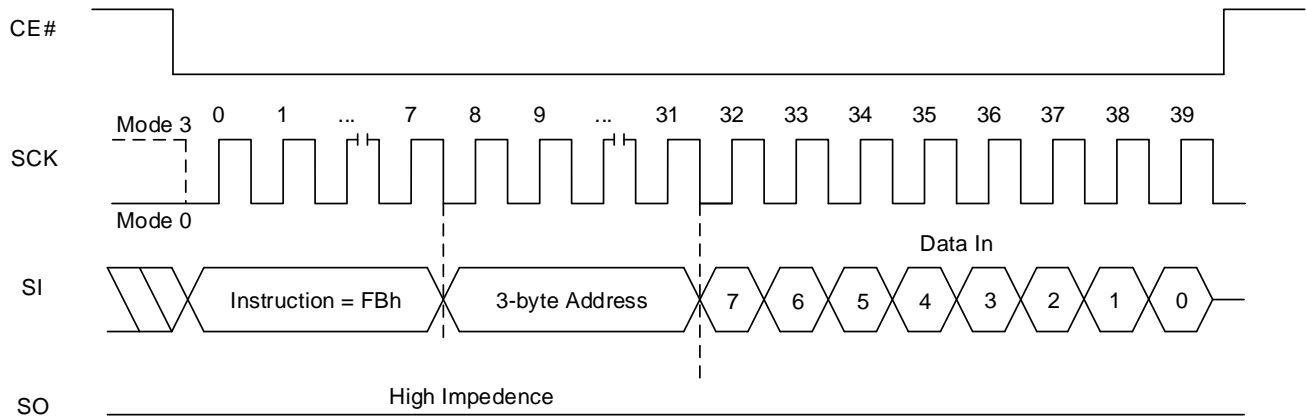 CE#
0 1 ... 7 8 9 ... 31 32 33 34 35 36 37 38 39
Mode 3
SCK
Mode 0
Data In
SI
Instruction = FBh 3-byte Address 7 6 5 4 3 2 1 0
High Impedence
SO